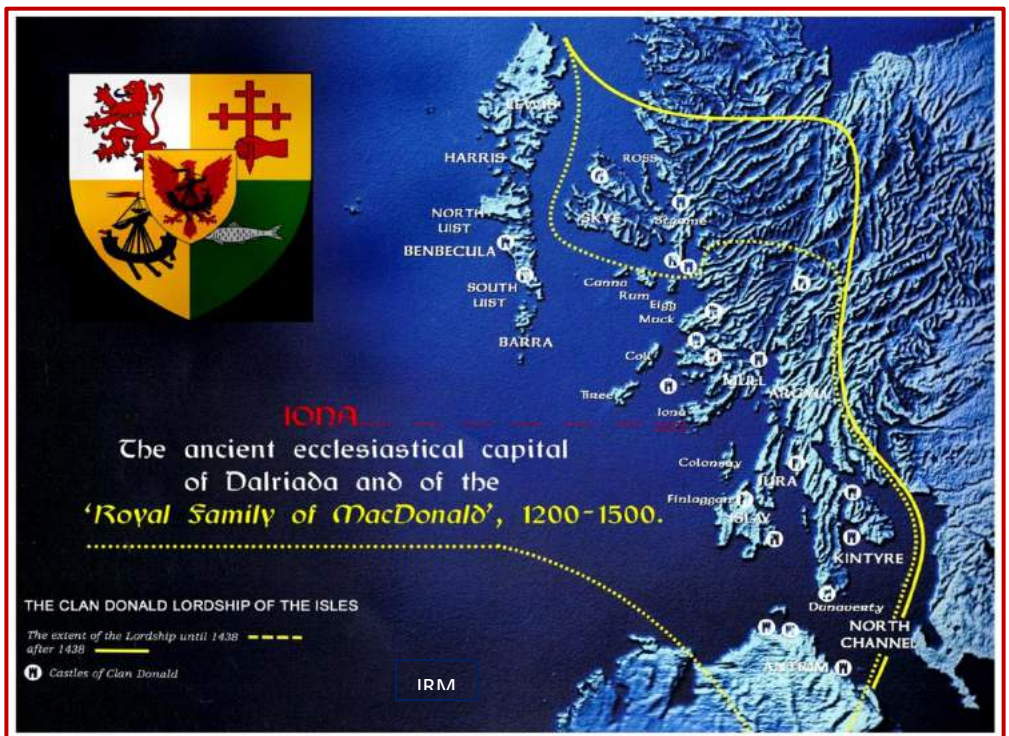 LEWIS
HARRIS
ROSS
NORTH
UIST
SKYE
Strome
BENBECULA
SOUTH
UIST
Canna
Rum
Eigg
Muck
BARRA
Coll
MULL
ARGYLL
Tiree
Iona
IONA
The ancient ecclesiastical capital
of Dalriada and of the
‘Royal Family of MacDonald’, 1200-1500.
Colonsay
JURA
Finlaggan
ISLAY
KINTYRE
Dunaverty
NORTH
CHANNEL
ANTRIM
THE CLAN DONALD LORDSHIP OF THE ISLES
The extent of the Lordship until 1438
after 1438
Castles of Clan Donald
IRM